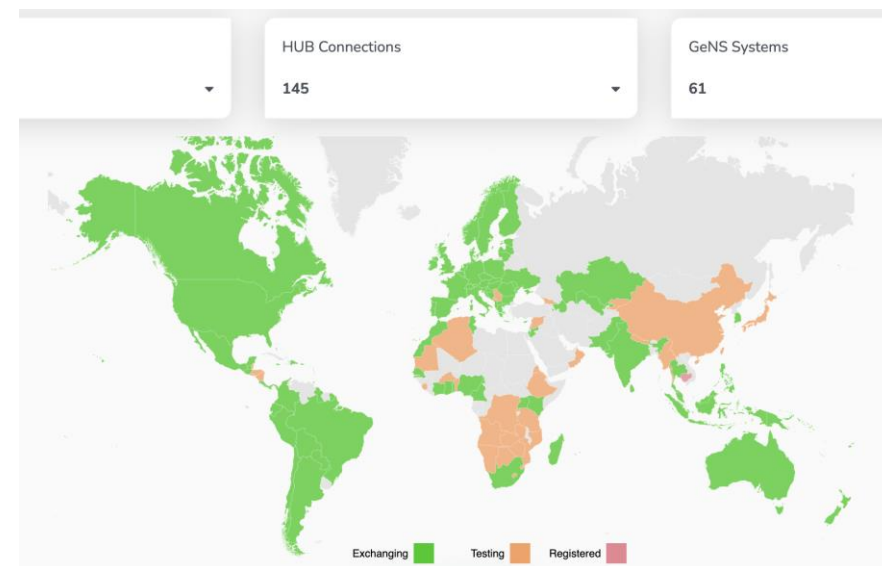 HUB Connections
GeNS Systems
145
61
Exchanging
Testing
Registered